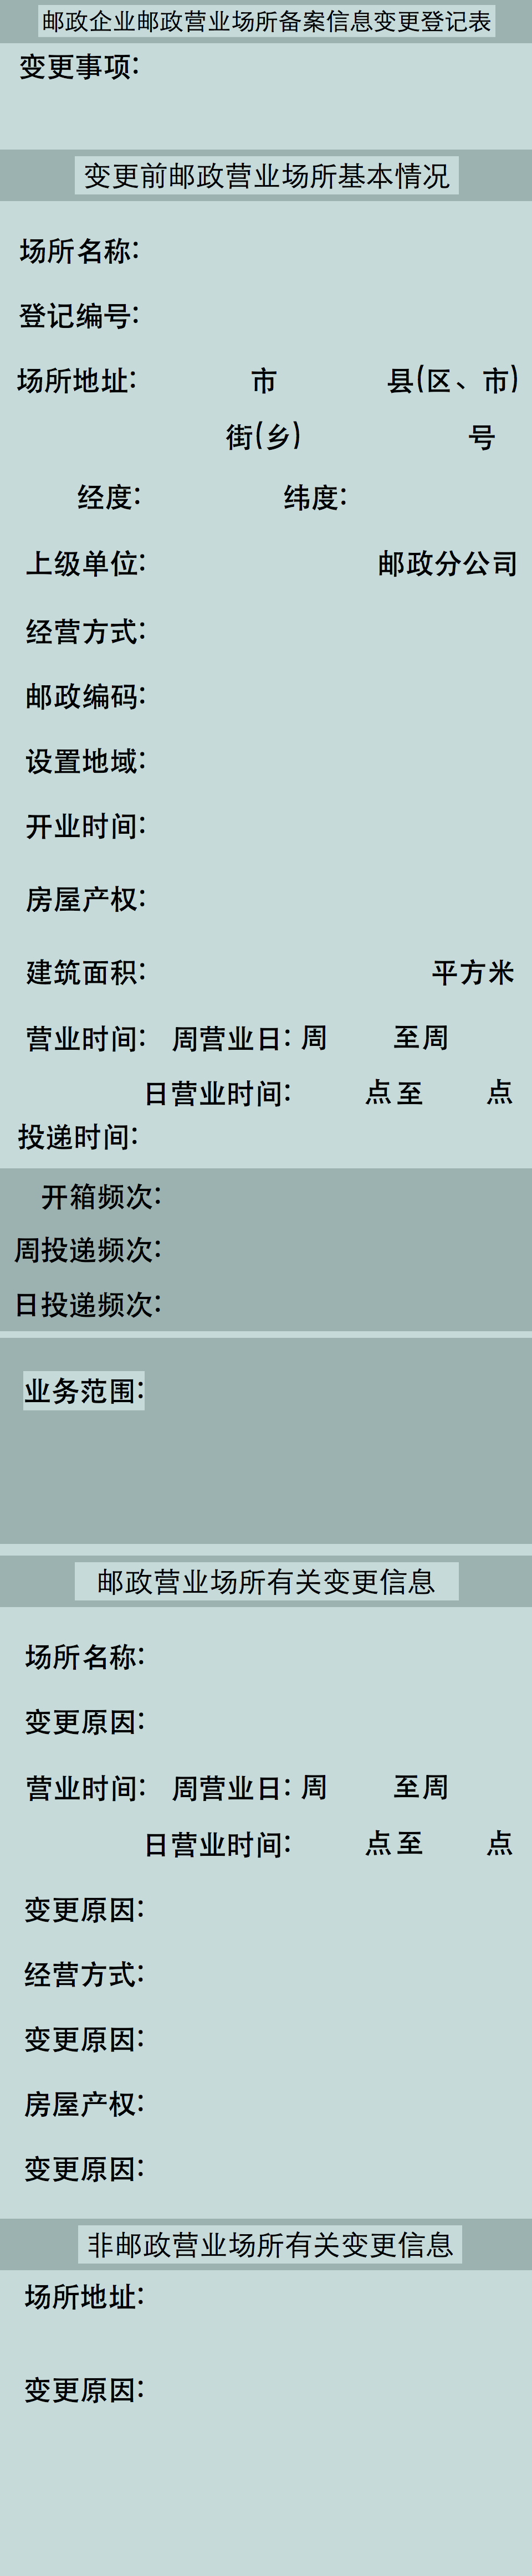 邮政企业邮政营业场所备案信息变更登记表
变更事项:
变更前邮政营业场所基本情况
场所名称:
登记编号:
场所地址: 市 县(区、市)
街(乡) 号
经度: 纬度:
上级单位: 邮政分公司
经营方式:
邮政编码:
设置地域:
开业时间:
房屋产权:
建筑面积: 平方米
营业时间: 周营业日: 周 至周
日营业时间: 点至 点
投递时间:
开箱频次:
周投递频次:
日投递频次:
业务范围:
邮政营业场所有关变更信息
场所名称:
变更原因:
营业时间: 周营业日: 周 至周
日营业时间: 点至 点
变更原因:
经营方式:
变更原因:
房屋产权:
变更原因:
非邮政营业场所有关变更信息
场所地址:
变更原因: